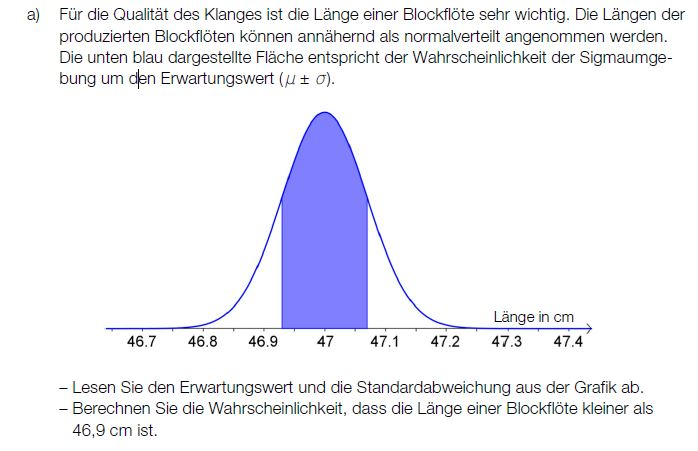 a) Für die Qualität des Klanges ist die Länge einer Blockflöte sehr wichtig. Die Längen der
produzierten Blockflöten können annähernd als normalverteilt angenommen werden.
Die unten blau dargestellte Fläche entspricht der Wahrscheinlichkeit der Sigmaumge-
bung um den Erwartungswert (μ ± σ).
Länge in cm
46.7 46.8 46.9 47 47.1 47.2 47.3 47.4
– Lesen Sie den Erwartungswert und die Standardabweichung aus der Grafik ab.
– Berechnen Sie die Wahrscheinlichkeit, dass die Länge einer Blockflöte kleiner als
46,9 cm ist.